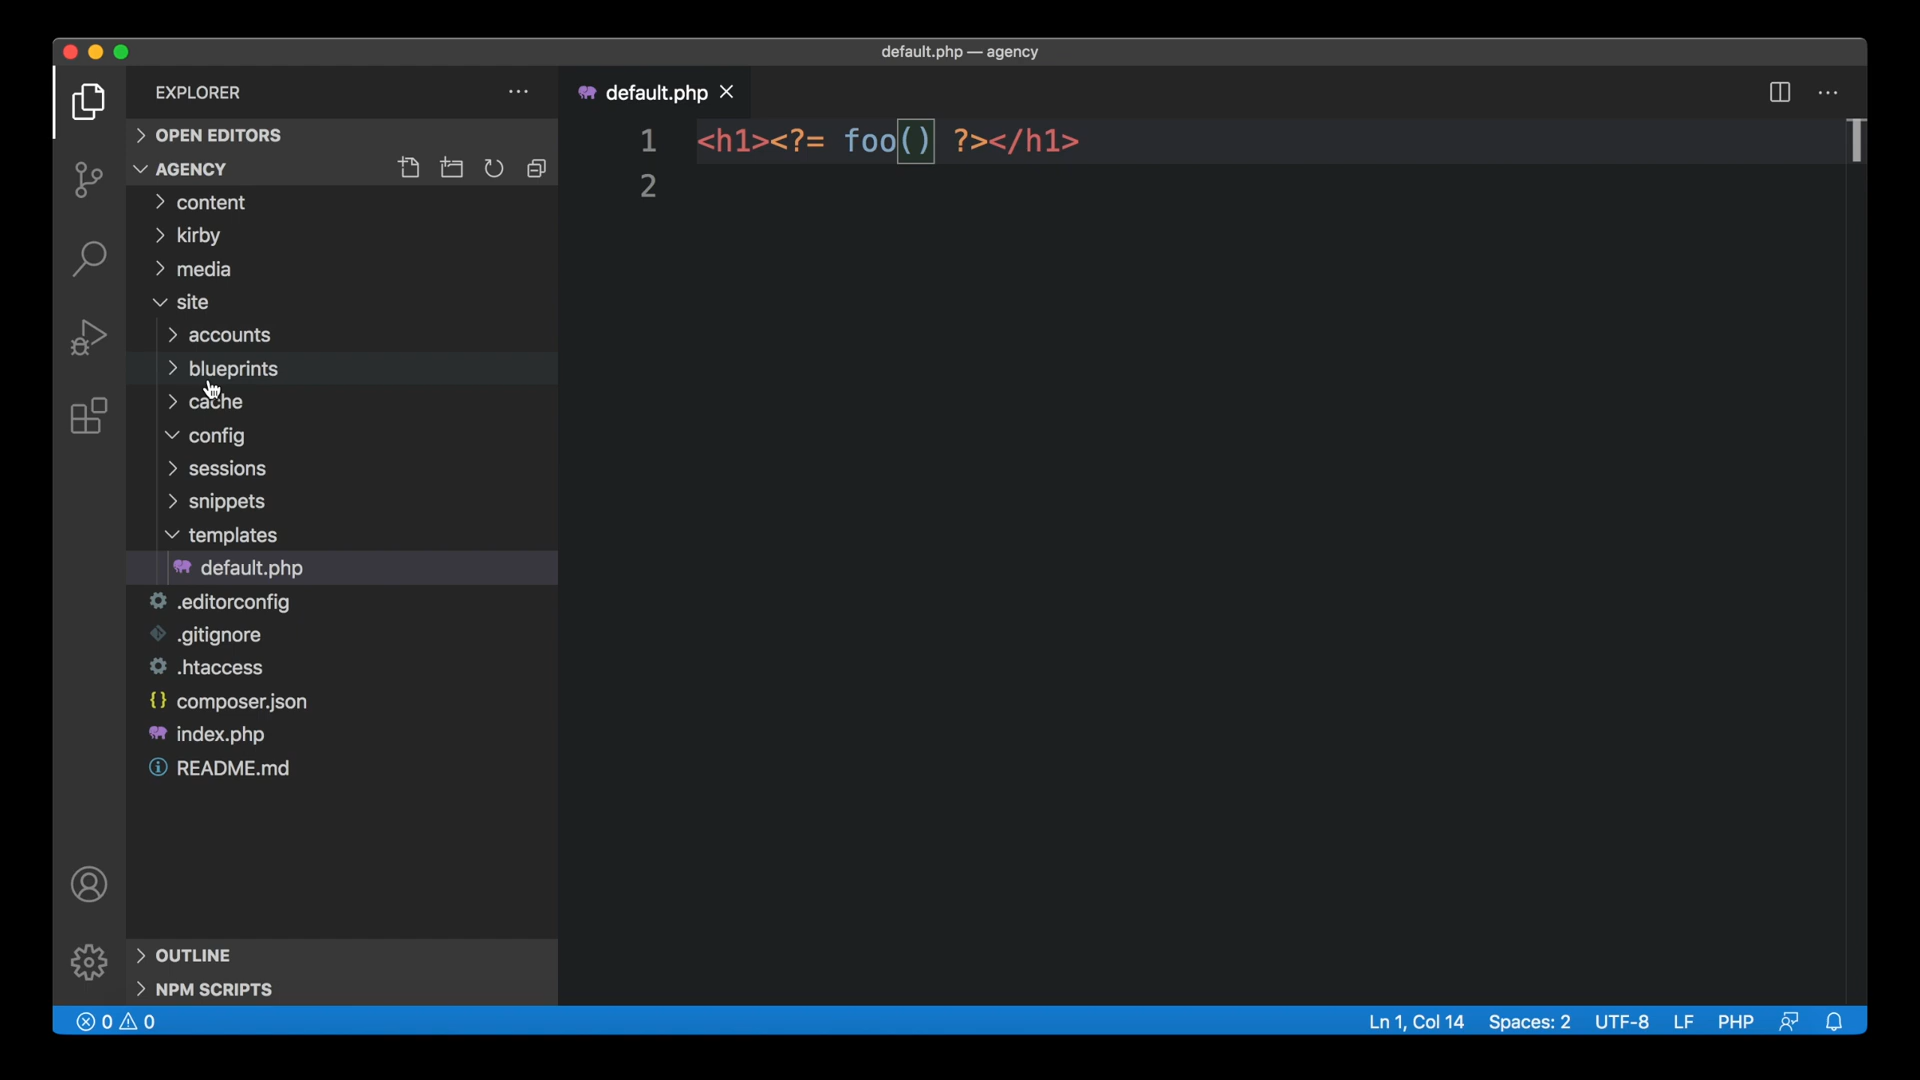 default.php — agency
EXPLORER
default.php
OPEN EDITORS
AGENCY
content
kirby
media
site
accounts
blueprints
cache
config
sessions
snippets
templates
default.php
.editorconfig
.gitignore
.htaccess
{} composer.json
index.php
README.md
OUTLINE
NPM SCRIPTS
1 <h1><?= foo() ?></h1>
2
0 0
Ln 1, Col 14 Spaces: 2 UTF-8 LF PHP